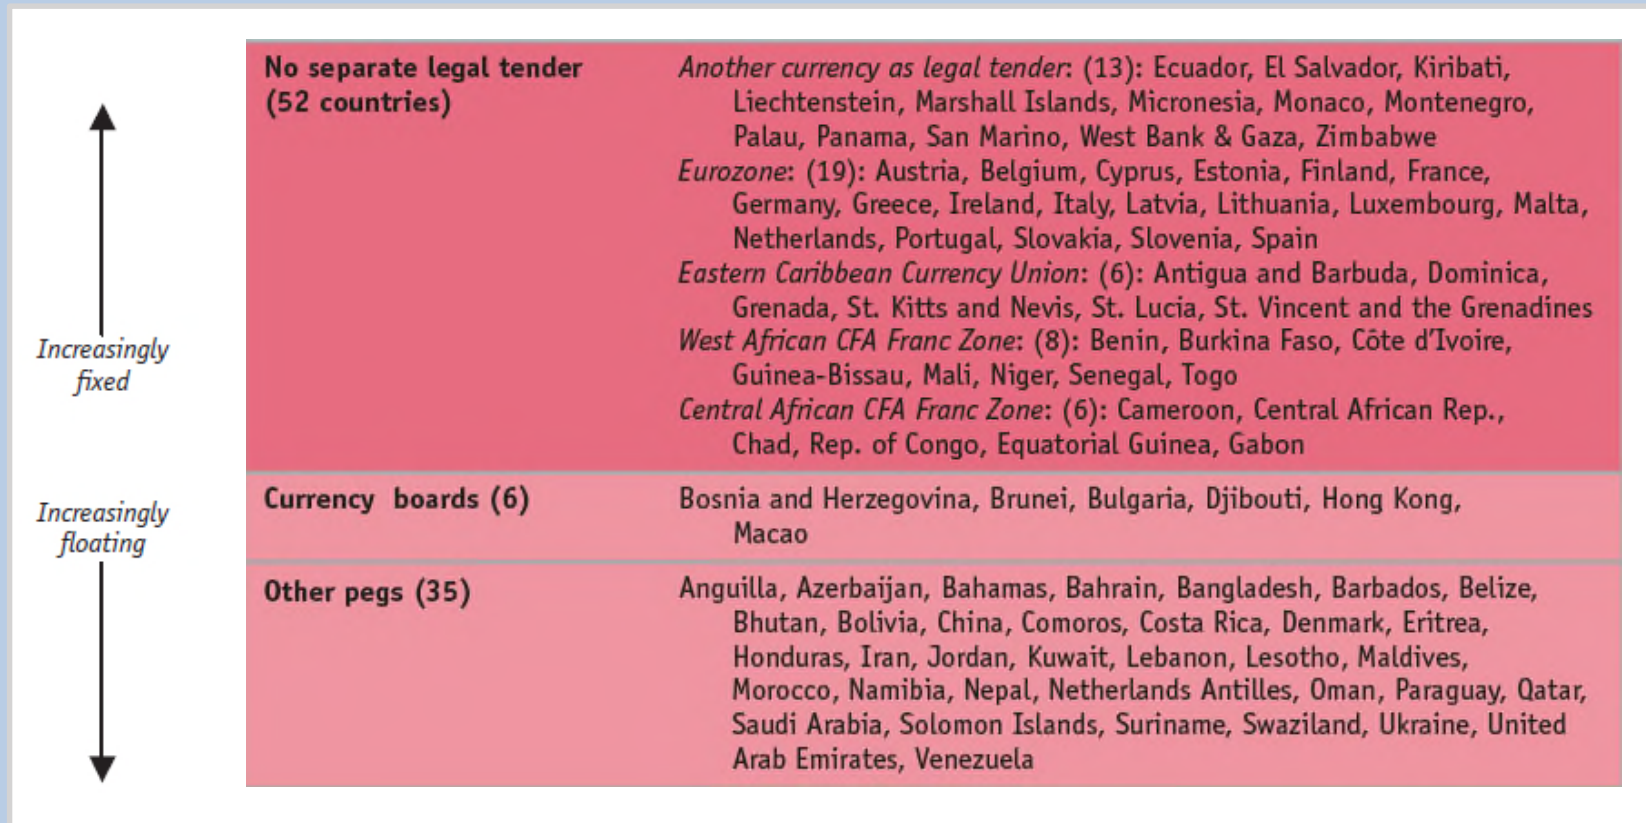 No separate legal tender
(52 countries)
Another currency as legal tender: (13): Ecuador, El Salvador, Kiribati,
Liechtenstein, Marshall Islands, Micronesia, Monaco, Montenegro,
Palau, Panama, San Marino, West Bank & Gaza, Zimbabwe
Eurozone: (19): Austria, Belgium, Cyprus, Estonia, Finland, France,
Germany, Greece, Ireland, Italy, Latvia, Lithuania, Luxembourg, Malta,
Netherlands, Portugal, Slovakia, Slovenia, Spain
Eastern Caribbean Currency Union: (6): Antigua and Barbuda, Dominica,
Grenada, St. Kitts and Nevis, St. Lucia, St. Vincent and the Grenadines
West African CFA Franc Zone: (8): Benin, Burkina Faso, Côte d'Ivoire,
Guinea-Bissau, Mali, Niger, Senegal, Togo
Central African CFA Franc Zone: (6): Cameroon, Central African Rep.,
Chad, Rep. of Congo, Equatorial Guinea, Gabon
Increasingly
fixed
Increasingly
floating
Currency boards (6)
Bosnia and Herzegovina, Brunei, Bulgaria, Djibouti, Hong Kong,
Macao
Other pegs (35)
Anguilla, Azerbaijan, Bahamas, Bahrain, Bangladesh, Barbados, Belize,
Bhutan, Bolivia, China, Comoros, Costa Rica, Denmark, Eritrea,
Honduras, Iran, Jordan, Kuwait, Lebanon, Lesotho, Maldives,
Morocco, Namibia, Nepal, Netherlands Antilles, Oman, Paraguay, Qatar,
Saudi Arabia, Solomon Islands, Suriname, Swaziland, Ukraine, United
Arab Emirates, Venezuela